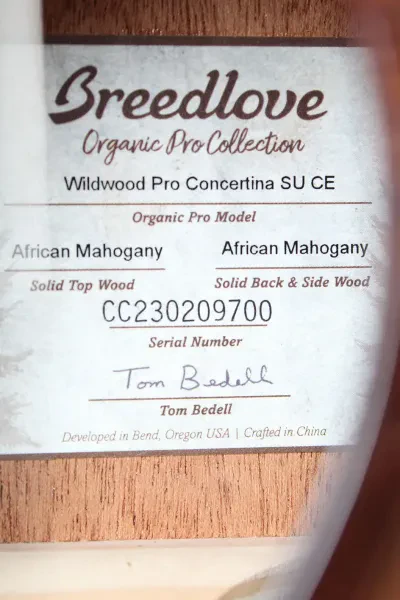 Breedlove
Organic Pro Collection
Wildwood Pro Concertina SU CE
Organic Pro Model
African Mahogany African Mahogany
Solid Top Wood Solid Back & Side Wood
CC230209700
Serial Number
Tom Bedell
Tom Bedell
Developed in Bend, Oregon USA | Crafted in China